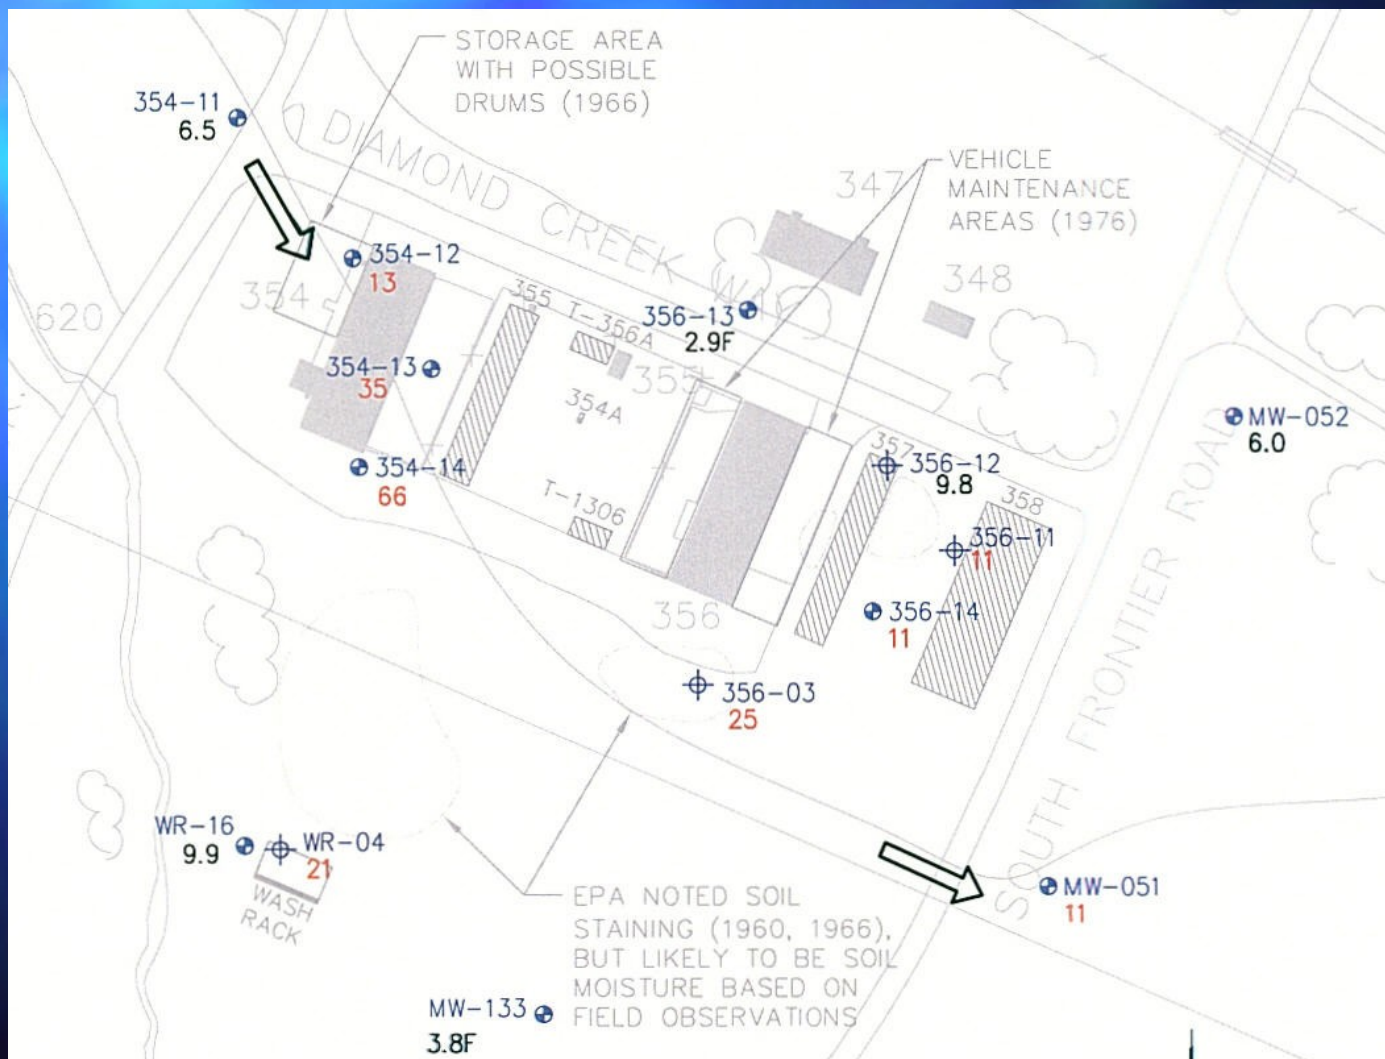 STORAGE AREA
WITH POSSIBLE
DRUMS (1966)
354-11
6.5
DIAMOND CREEK
VEHICLE
MAINTENANCE
AREAS (1976)
347
348
354-12
13
354
355
T-356A
356-13
2.9F
620
354-13
35
355
354A
MW-052
6.0
354-14
66
357
356-12
9.8
T-1306
358
356-11
11
356
356-14
11
SOUTH FRONTIER ROAD
356-03
25
WR-16
9.9
WR-04
21
WASH
RACK
EPA NOTED SOIL
STAINING (1960, 1966),
BUT LIKELY TO BE SOIL
MOISTURE BASED ON
FIELD OBSERVATIONS
MW-051
11
MW-133
3.8F